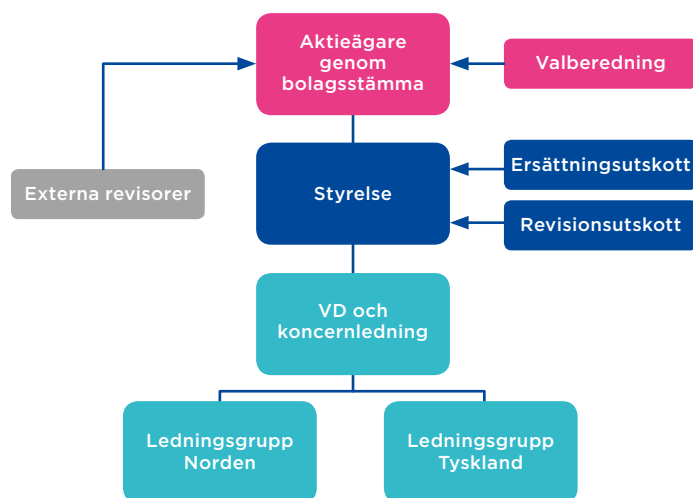 Aktieägare
genom
bolagsstämma
Valberedning
Externa revisorer
Styrelse
Ersättningsutskott
Revisionsutskott
VD och
koncernledning
Ledningsgrupp
Norden
Ledningsgrupp
Tyskland